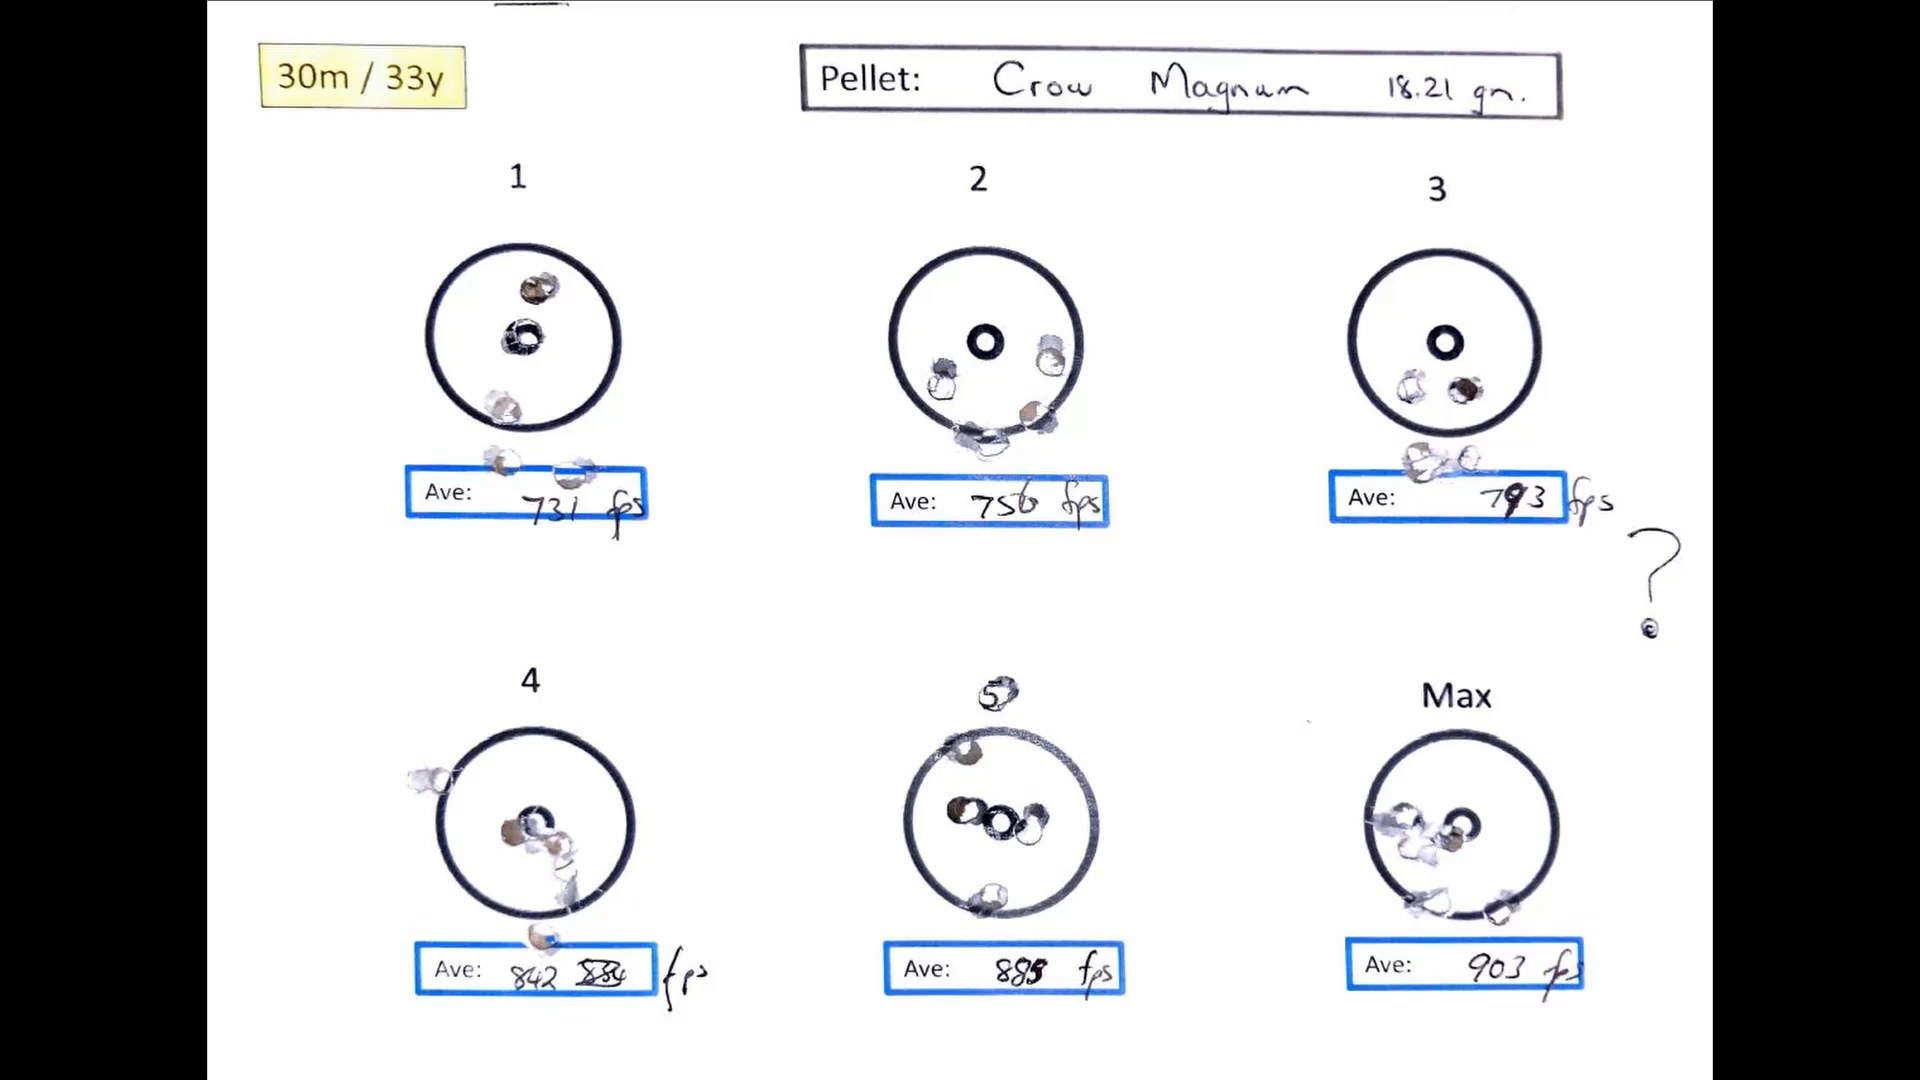 30m / 33y
Pellet: Crow Magnum 18.21 gn.
1
2
3
Ave: 731 fps
Ave: 756 fps
Ave: 793 fps
?
4
5
Max
Ave: 842 fps
Ave: fps
Ave: 903 fps